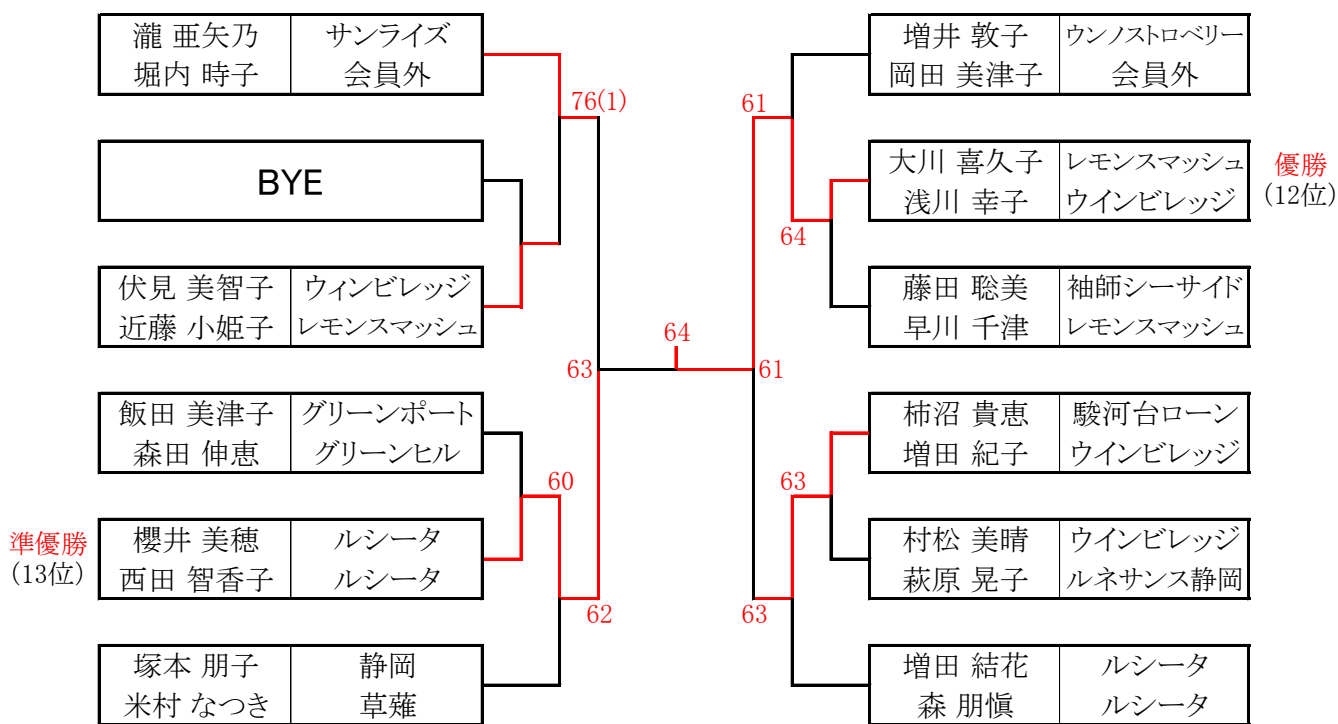 瀧 亜矢乃 サンライズ
堀内 時子 会員外
76(1)
BYE
伏見 美智子 ウィンビレッジ
近藤 小姫子 レモンスマッシュ
63
飯田 美津子 グリーンポート
森田 伸恵 グリーンヒル
60
準優勝
(13位)
櫻井 美穂 ルシータ
西田 智香子 ルシータ
62
塚本 朋子 静岡
米村 なつき 草薙
64
増井 敦子 ウンノストロベリー
岡田 美津子 会員外
61
大川 喜久子 レモンスマッシュ
浅川 幸子 ウインビレッジ
優勝
(12位)
64
藤田 聡美 袖師シーサイド
早川 千津 レモンスマッシュ
61
柿沼 貴恵 駿河台ローン
増田 紀子 ウインビレッジ
63
村松 美晴 ウインビレッジ
萩原 晃子 ルネサンス静岡
63
増田 結花 ルシータ
森 朋愼 ルシータ